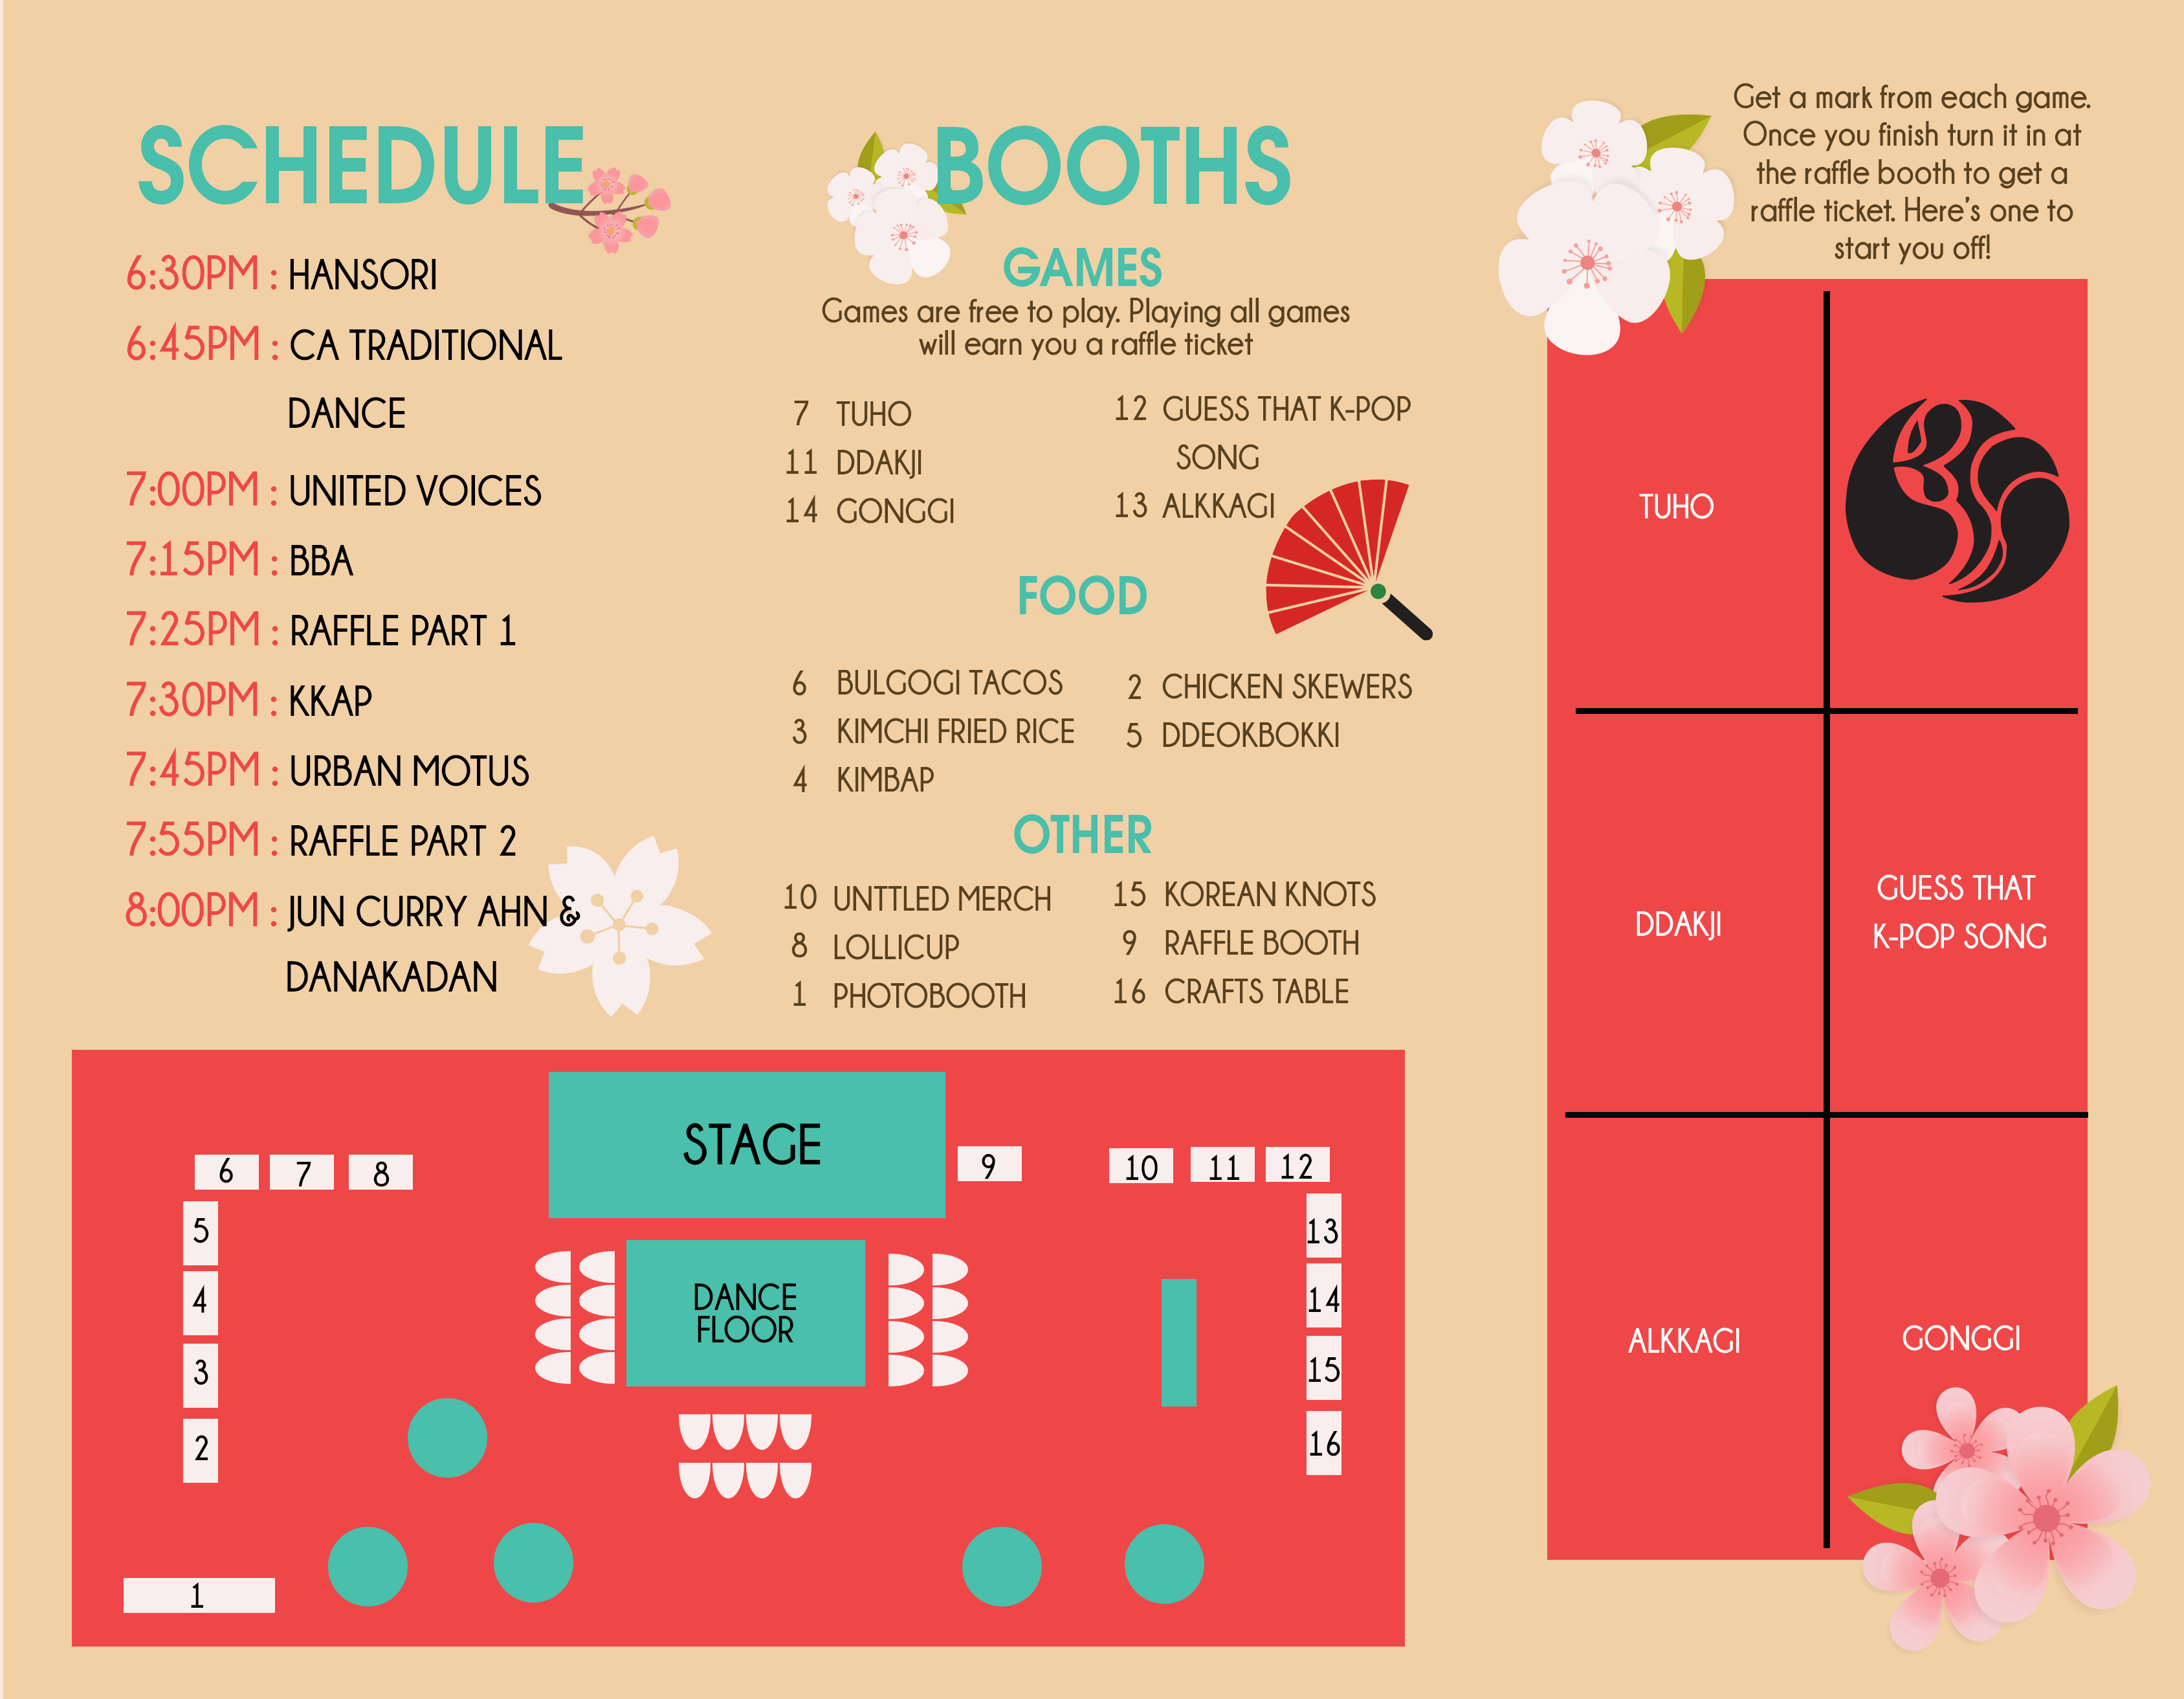 SCHEDULE
6:30PM : HANSORI
6:45PM : CA TRADITIONAL
DANCE
7:00PM : UNITED VOICES
7:15PM : BBA
7:25PM : RAFFLE PART 1
7:30PM : KKAP
7:45PM : URBAN MOTUS
7:55PM : RAFFLE PART 2
8:00PM : JUN CURRY AHN &
DANAKADAN
BOOTHS
GAMES
Games are free to play. Playing all games
will earn you a raffle ticket
7 TUHO
11 DDAKJI
14 GONGGI
12 GUESS THAT K-POP
SONG
13 ALKKAGI
FOOD
6 BULGOGI TACOS
3 KIMCHI FRIED RICE
4 KIMBAP
2 CHICKEN SKEWERS
5 DDEOKBOKKI
OTHER
10 UNTTLED MERCH
8 LOLLICUP
1 PHOTOBOOTH
15 KOREAN KNOTS
9 RAFFLE BOOTH
16 CRAFTS TABLE
STAGE
6 7 8
9
10 11 12
5
4
3
2
1
DANCE
FLOOR
13
14
15
16
Get a mark from each game.
Once you finish turn it in at
the raffle booth to get a
raffle ticket. Here's one to
start you off!
TUHO
DDAKJI
GUESS THAT
K-POP SONG
ALKKAGI
GONGGI